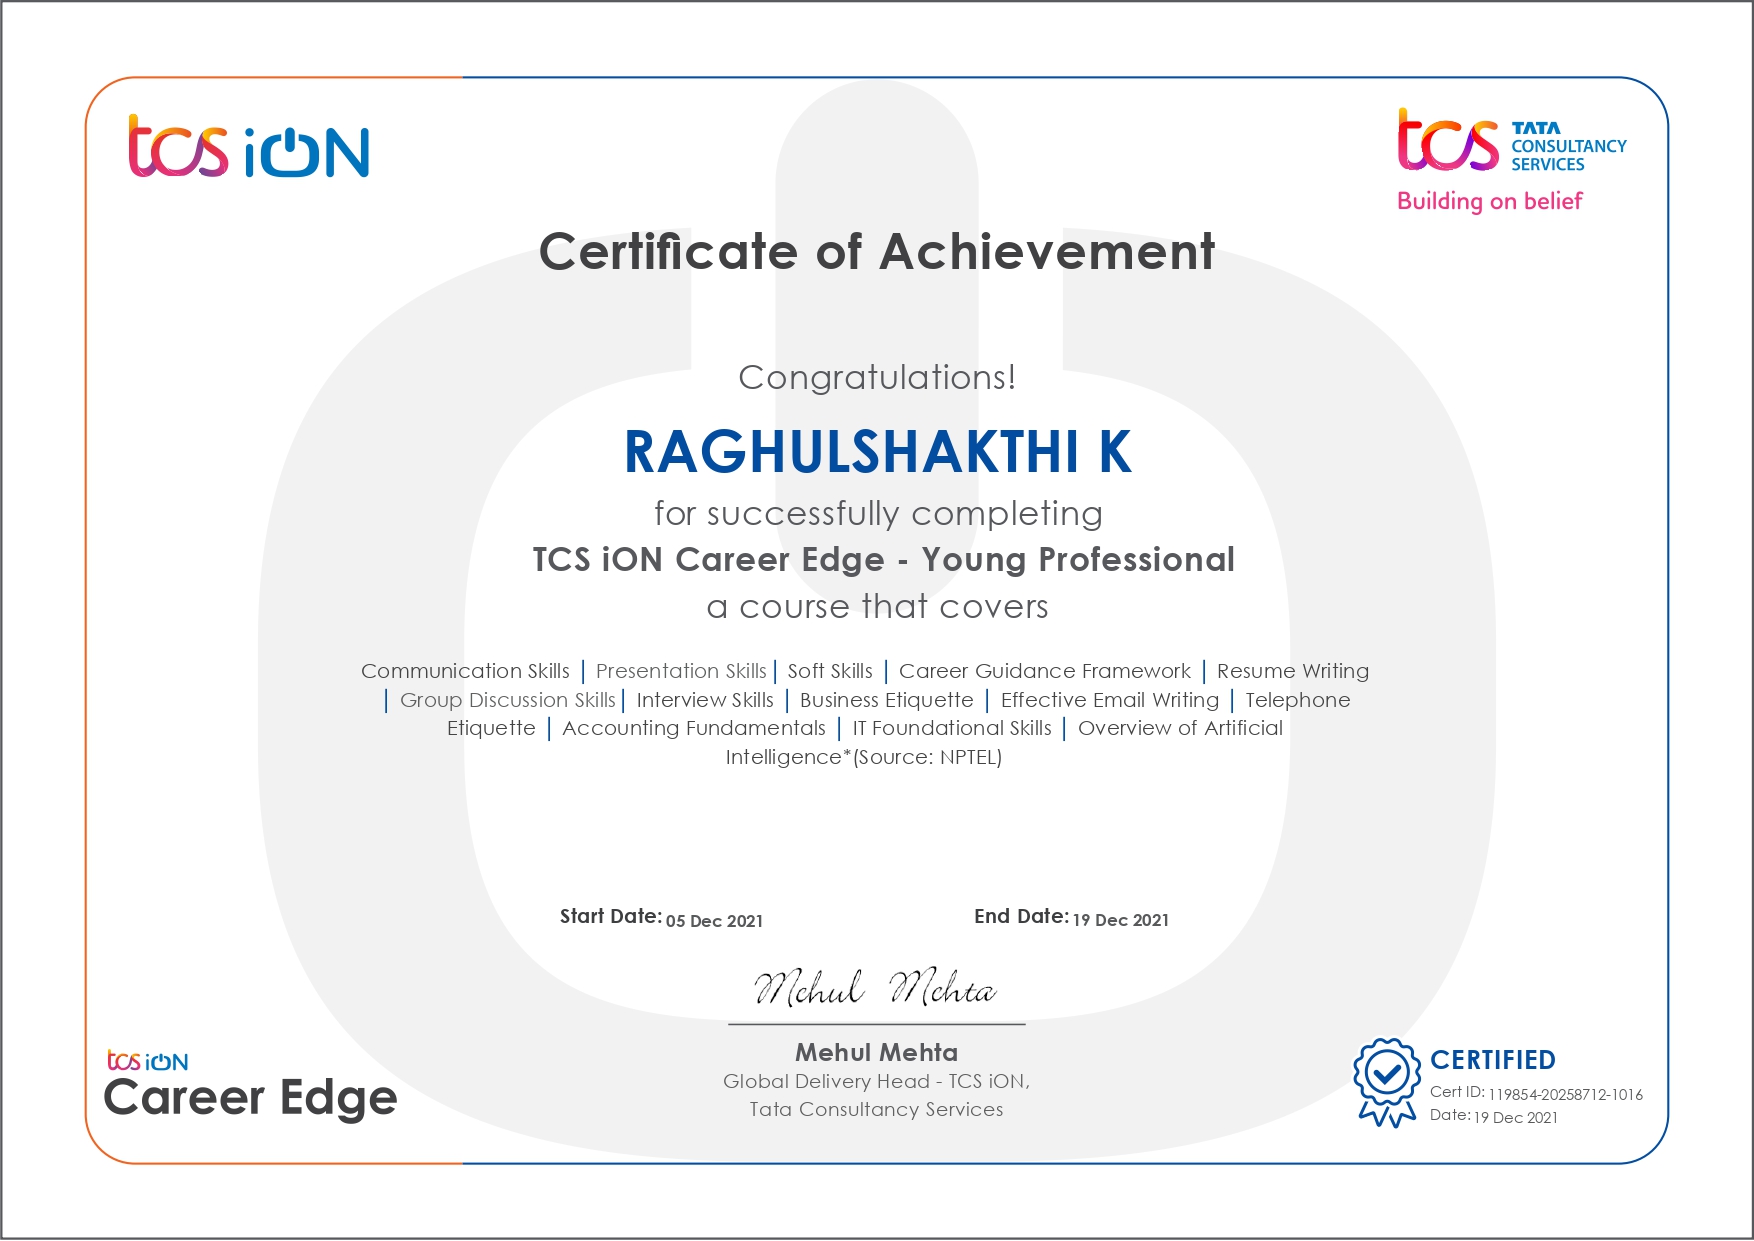 tcs iON
tcs TATA
CONSULTANCY
SERVICES
Building on belief
Certificate of Achievement
Congratulations!
RAGHULSHAKTHI K
for successfully completing
TCS iON Career Edge - Young Professional
a course that covers
Communication Skills | Presentation Skills | Soft Skills | Career Guidance Framework | Resume Writing
| Group Discussion Skills | Interview Skills | Business Etiquette | Effective Email Writing | Telephone
Etiquette | Accounting Fundamentals | IT Foundational Skills | Overview of Artificial
Intelligence*(Source: NPTEL)
Start Date: 05 Dec 2021
End Date: 19 Dec 2021
Mehul Mehta
Mehul Mehta
Global Delivery Head - TCS iON,
Tata Consultancy Services
tcs iON
Career Edge
CERTIFIED
Cert ID: 119854-20258712-1016
Date: 19 Dec 2021